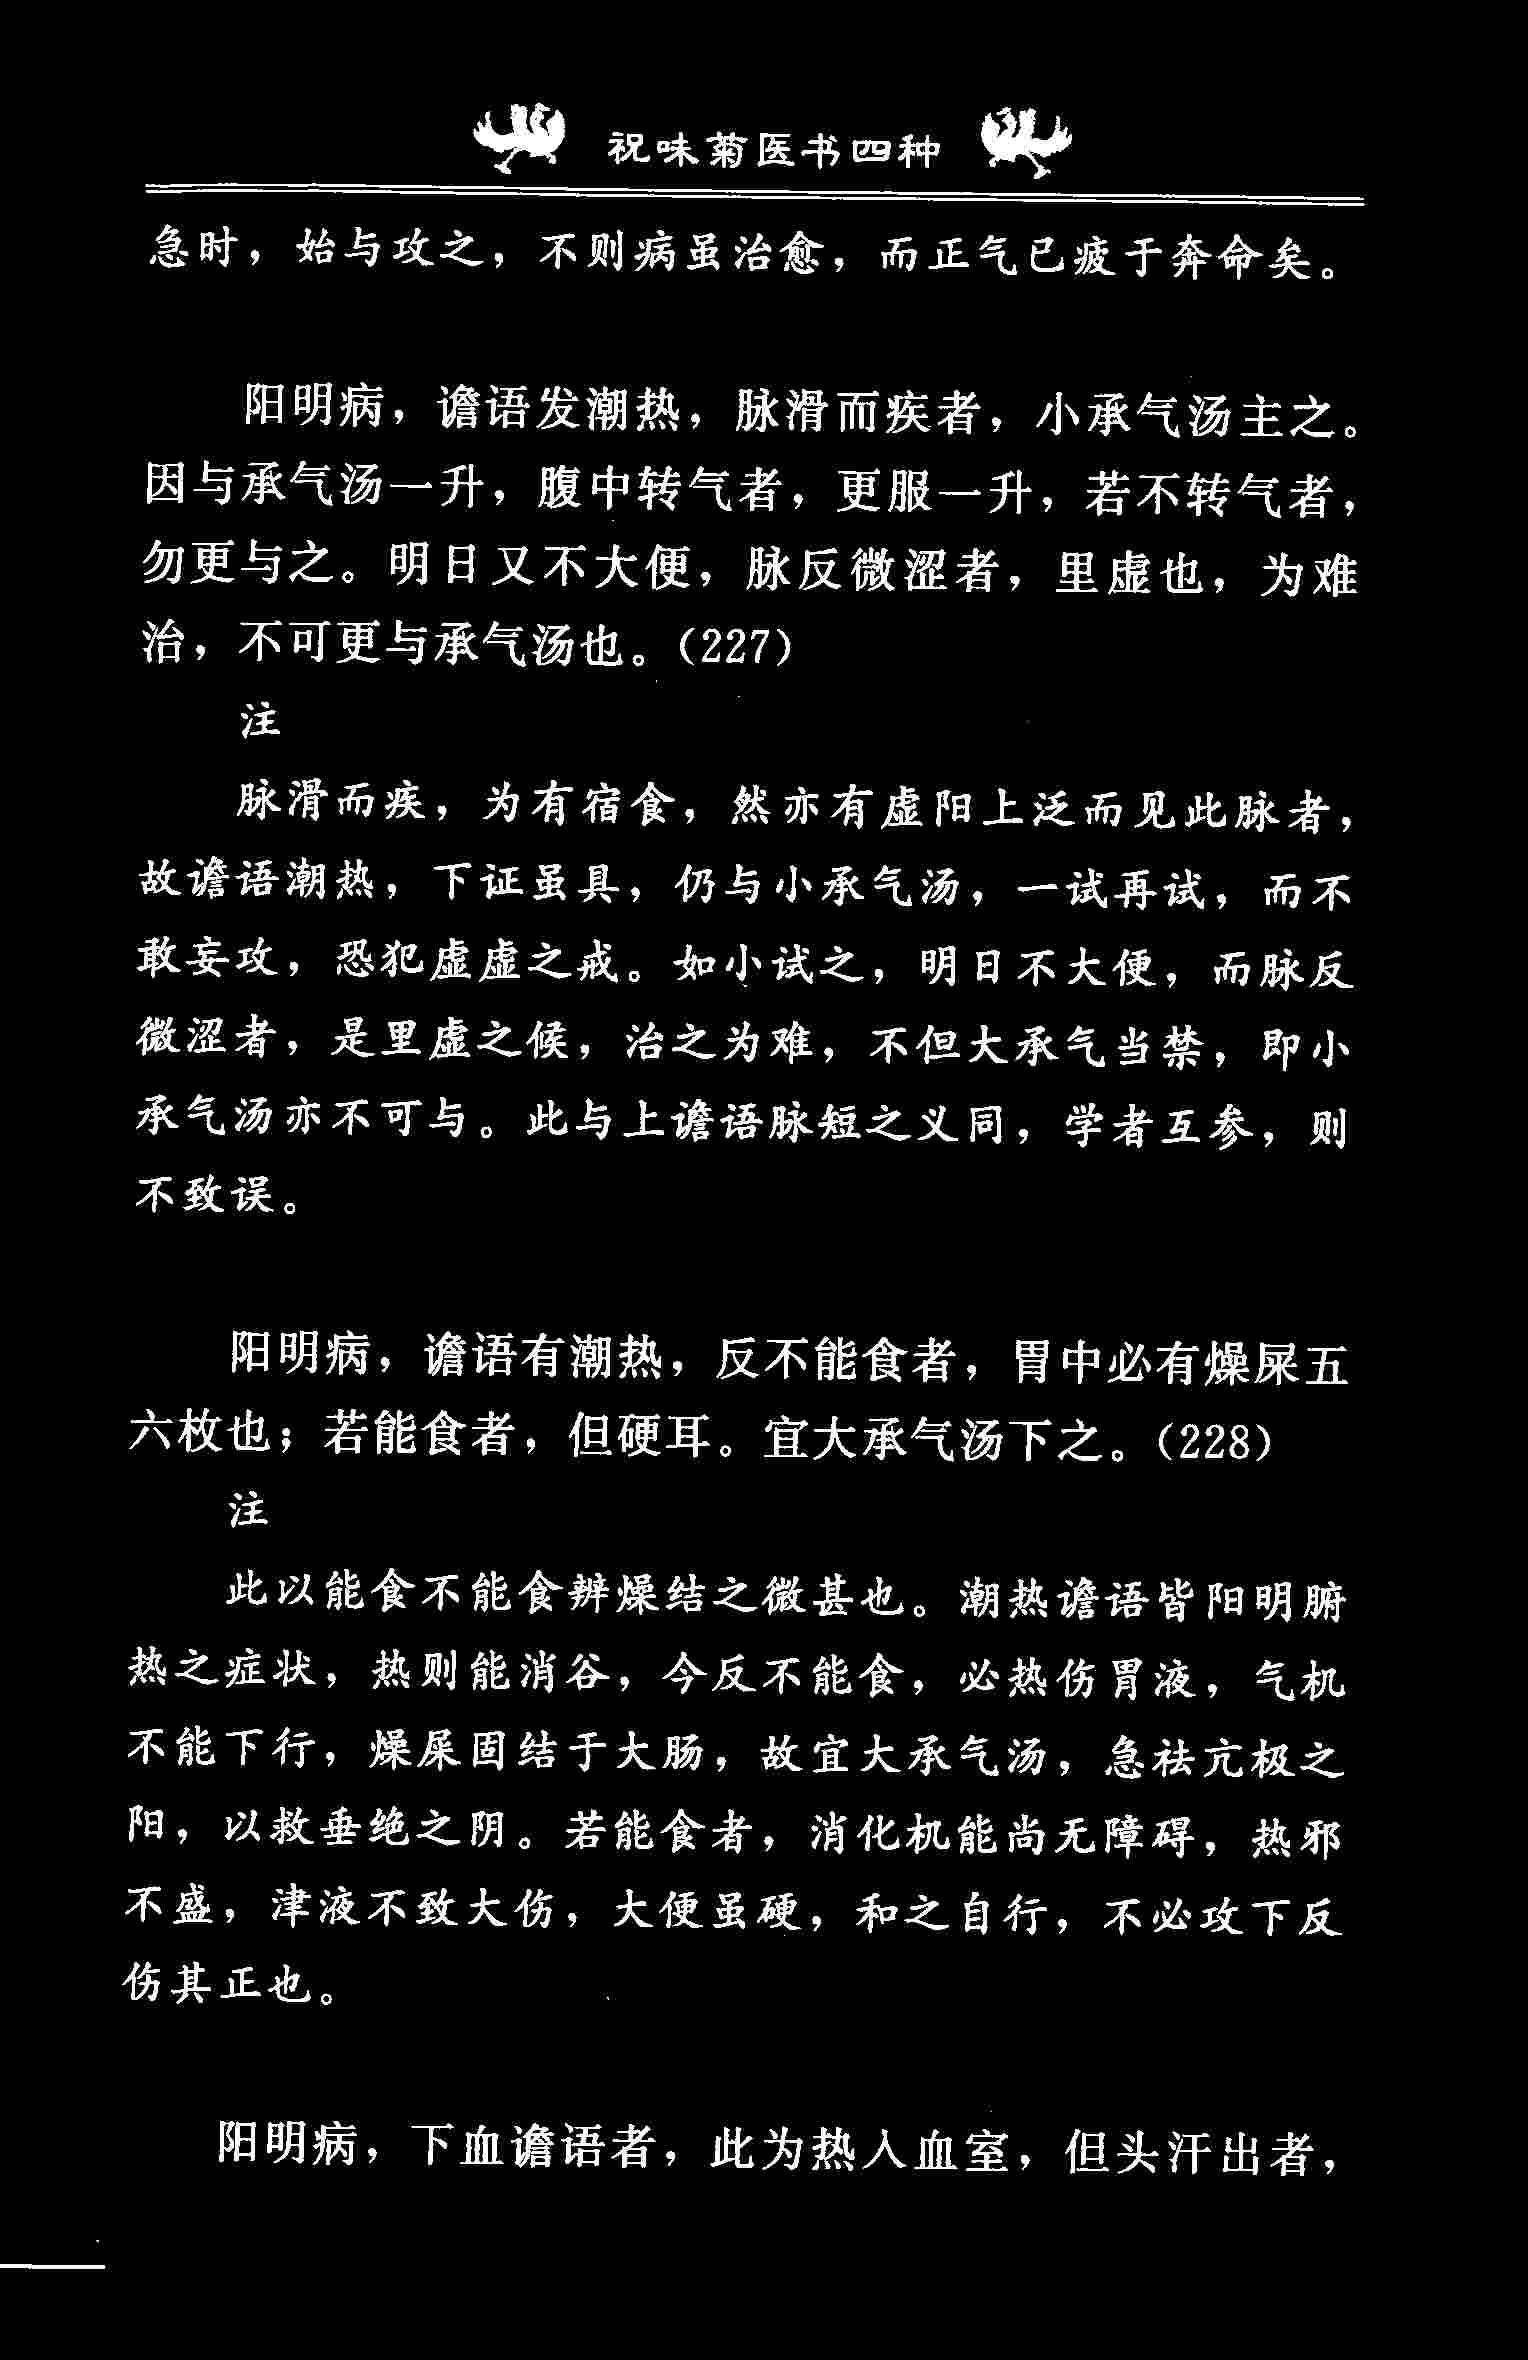 祝味菊医书四种
急时，始与攻之，不则病虽治愈，而正气已疲于奔命矣。
阳明病，谵语发潮热，脉滑而疾者，小承气汤主之。
因与承气汤一升，腹中转气者，更服一升，若不转气者，
勿更与之。明日又不大便，脉反微涩者，里虚也，为难
治，不可更与承气汤也。（227）
注
脉滑而疾，为有宿食，然亦有虚阳上泛而见此脉者，
故谵语潮热，下证虽具，仍与小承气汤，一试再试，而不
敢妄攻，恐犯虚虚之戒。如小试之，明日不大便，而脉反
微涩者，是里虚之候，治之为难，不但大承气当禁，即小
承气汤亦不可与。此与上谵语脉短之义同，学者互参，则
不致误。
阳明病，谵语有潮热，反不能食者，胃中必有燥屎五
六枚也；若能食者，但硬耳。宜大承气汤下之。（228）
注
此以能食不能食辨燥结之微甚也。潮热谵语皆阳明腑
热之症状，热则能消谷，今反不能食，必热伤胃液，气机
不能下行，燥屎固结于大肠，故宜大承气汤，急祛亢极之
阳，以救垂绝之阴。若能食者，消化机能尚无障碍，热邪
不盛，津液不致大伤，大便虽硬，和之自行，不必攻下反
伤其正也。
阳明病，下血谵语者，此为热入血室，但头汗出者，